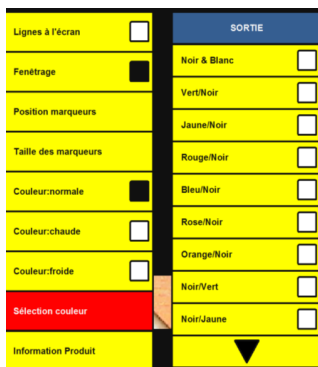 Lignes à l'écran
Fenêtrage
Position marqueurs
Taille des marqueurs
Couleur:normale
Couleur:chaude
Couleur:froide
Sélection couleur
Information Produit
SORTIE
Noir & Blanc
Vert/Noir
Jaune/Noir
Rouge/Noir
Bleu/Noir
Rose/Noir
Orange/Noir
Noir/Vert
Noir/Jaune